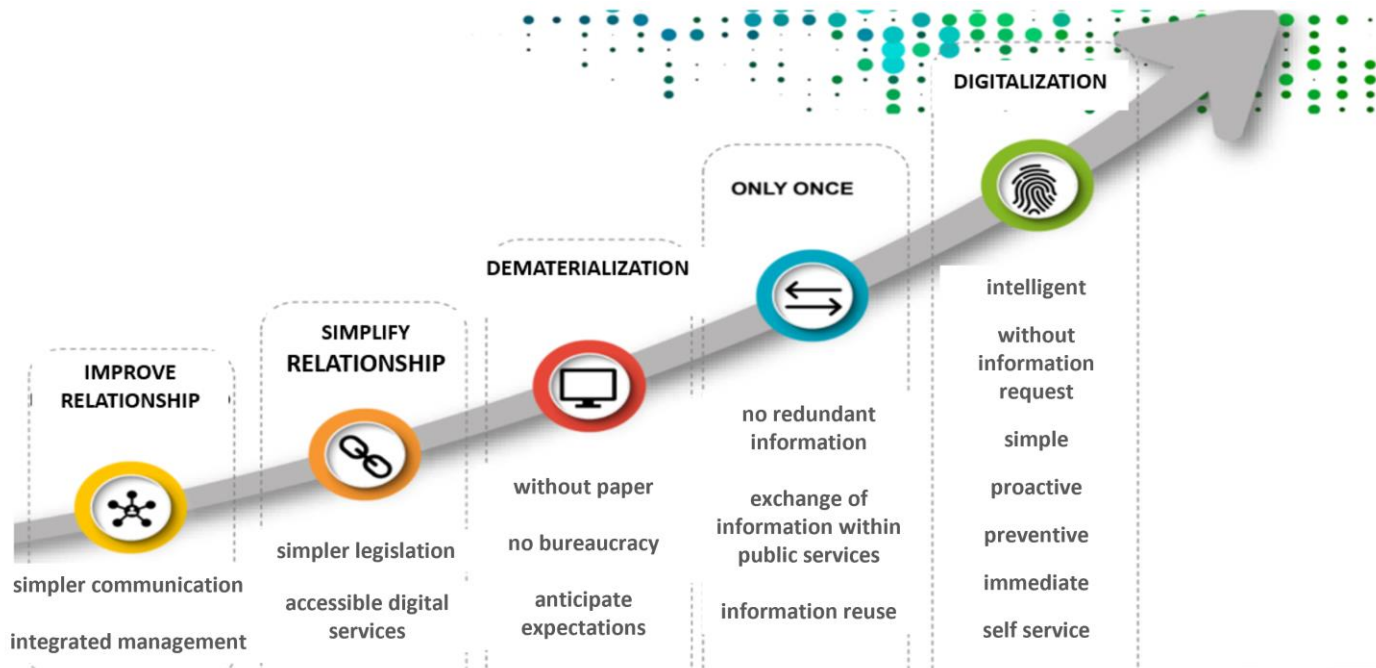 IMPROVE
RELATIONSHIP
simpler communication
integrated management
SIMPLIFY
RELATIONSHIP
simpler legislation
accessible digital
services
DEMATERIALIZATION
without paper
no bureaucracy
anticipate
expectations
ONLY ONCE
no redundant
information
exchange of
information within
public services
information reuse
DIGITALIZATION
intelligent
without
information
request
simple
proactive
preventive
immediate
self service